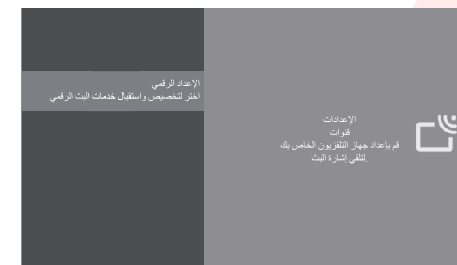 الإعداد الرقمي
اختر لتخصيص واستقبال خدمات البث الرقمي
الإعدادات
قنوات
قم بإعداد جهاز التلفزيون الخاص بك
لتلقي إشارة البث.